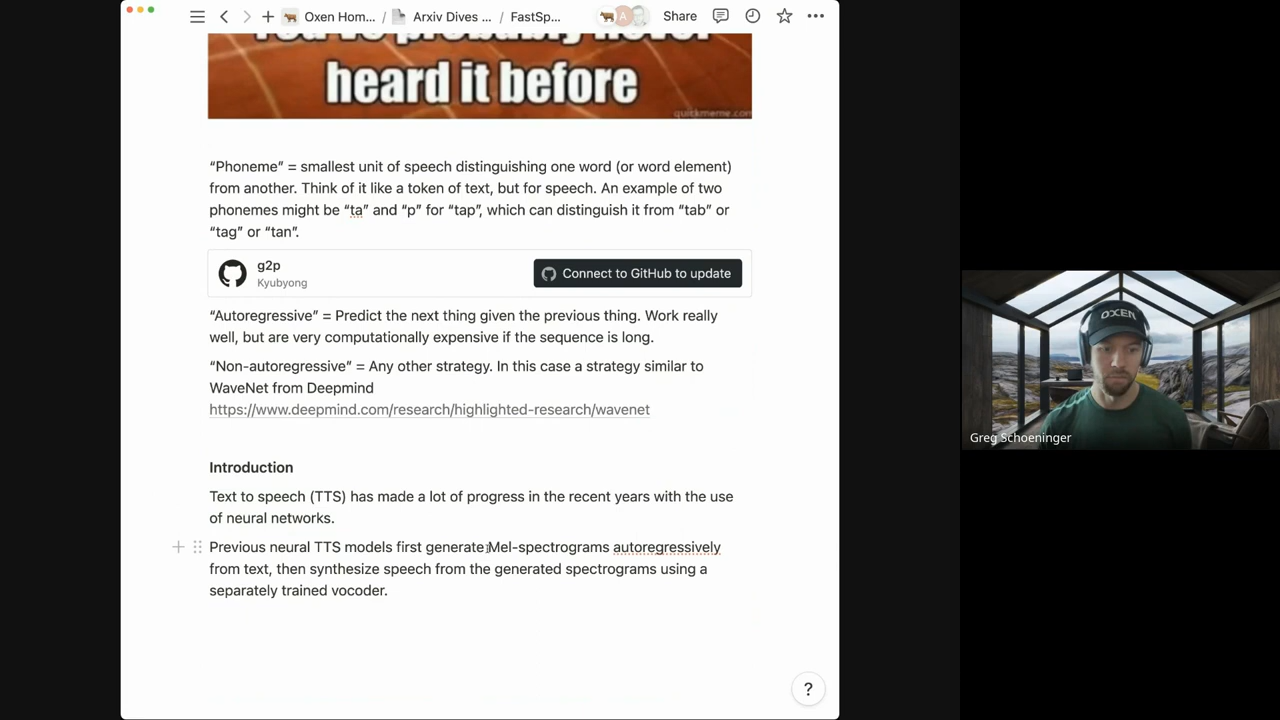 Oxen Hom... / Arxiv Dives ... / FastSp... A Share
heard it before
quickmeme.com
“Phoneme” = smallest unit of speech distinguishing one word (or word element)
from another. Think of it like a token of text, but for speech. An example of two
phonemes might be “ta” and “p” for “tap”, which can distinguish it from “tab” or
“tag” or “tan”.
g2p
Kyubyong
Connect to GitHub to update
“Autoregressive” = Predict the next thing given the previous thing. Work really
well, but are very computationally expensive if the sequence is long.
“Non-autoregressive” = Any other strategy. In this case a strategy similar to
WaveNet from Deepmind
https://www.deepmind.com/research/highlighted-research/wavenet
Introduction
Text to speech (TTS) has made a lot of progress in the recent years with the use
of neural networks.
Previous neural TTS models first generate Mel-spectrograms autoregressively
from text, then synthesize speech from the generated spectrograms using a
separately trained vocoder.
?
OXEN
Greg Schoeninger